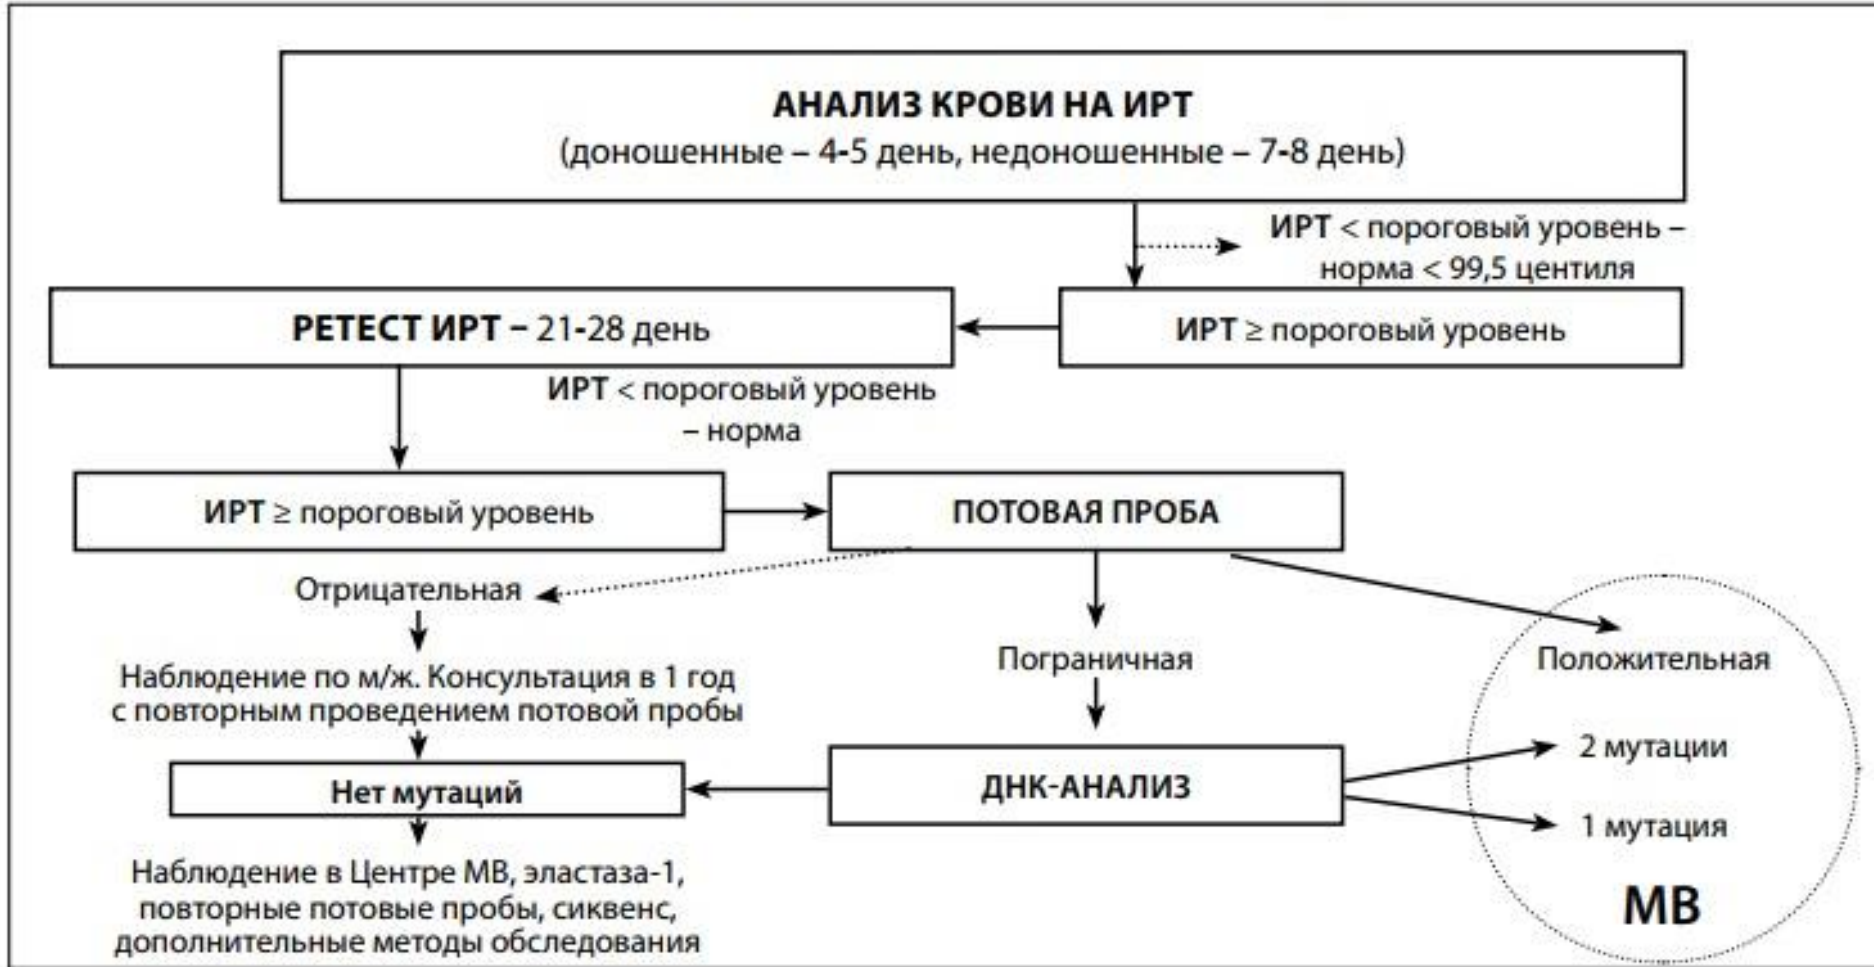 АНАЛИЗ КРОВИ НА ИРТ
(доношенные – 4-5 день, недоношенные – 7-8 день)
ИРТ < пороговый уровень –
норма < 99,5 центиля
РЕТЕСТ ИРТ – 21-28 день
ИРТ ≥ пороговый уровень
ИРТ < пороговый уровень
– норма
ИРТ ≥ пороговый уровень
ПОТОВАЯ ПРОБА
Отрицательная
Пограничная
Положительная
Наблюдение по м/ж. Консультация в 1 год
с повторным проведением потовой пробы
2 мутации
Нет мутаций
ДНК-АНАЛИЗ
1 мутация
Наблюдение в Центре МВ, эластаза-1,
повторные потовые пробы, сиквенс,
дополнительные методы обследования
МВ